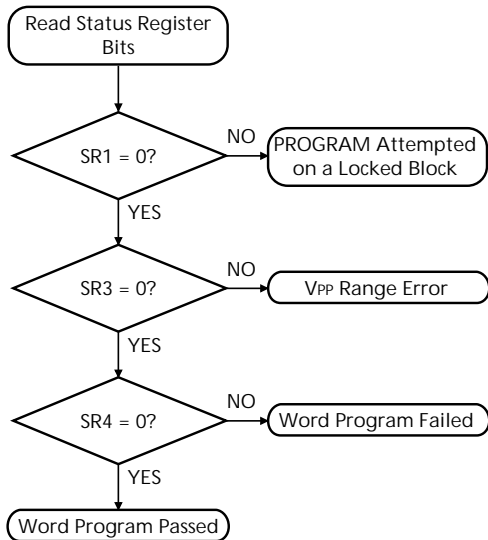 Read Status Register
Bits
SR1 = 0?
NO
PROGRAM Attempted
on a Locked Block
YES
SR3 = 0?
NO
VPP Range Error
YES
SR4 = 0?
NO
Word Program Failed
YES
Word Program Passed